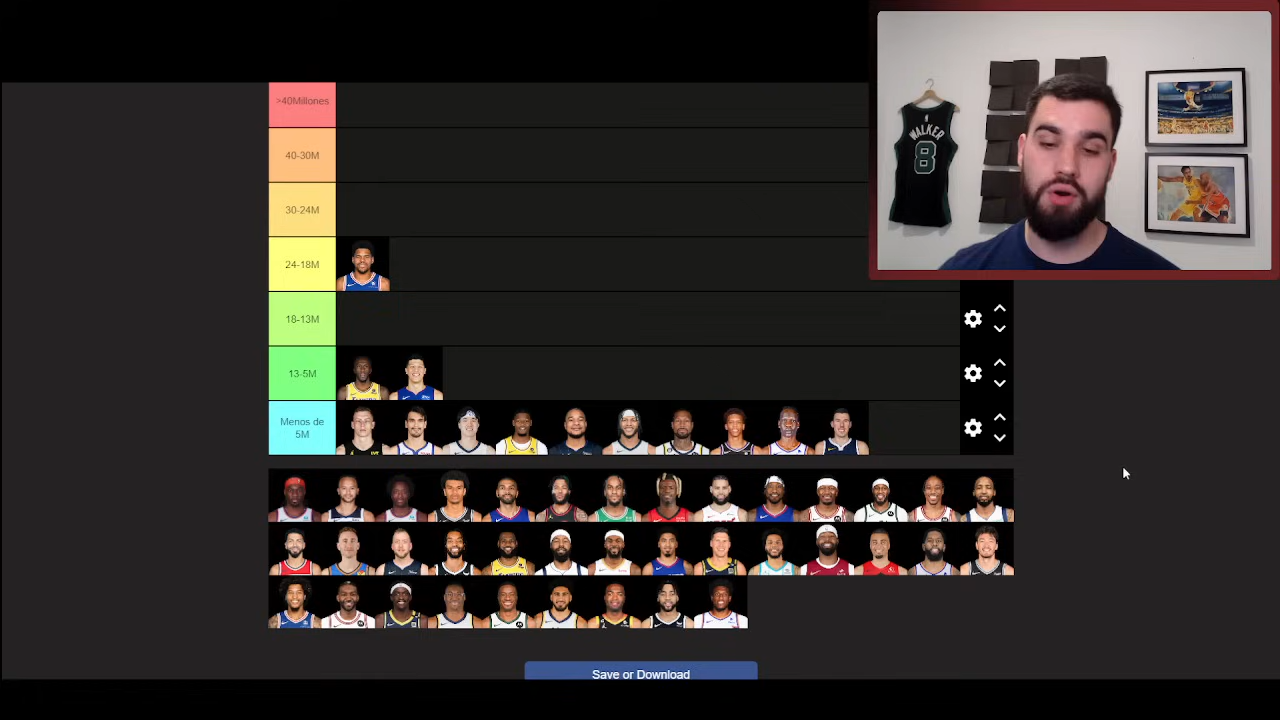 >40Millones
40-30M
30-24M
24-18M
18-13M
13-5M
Menos de
5M
WALKER
8
Save or Download